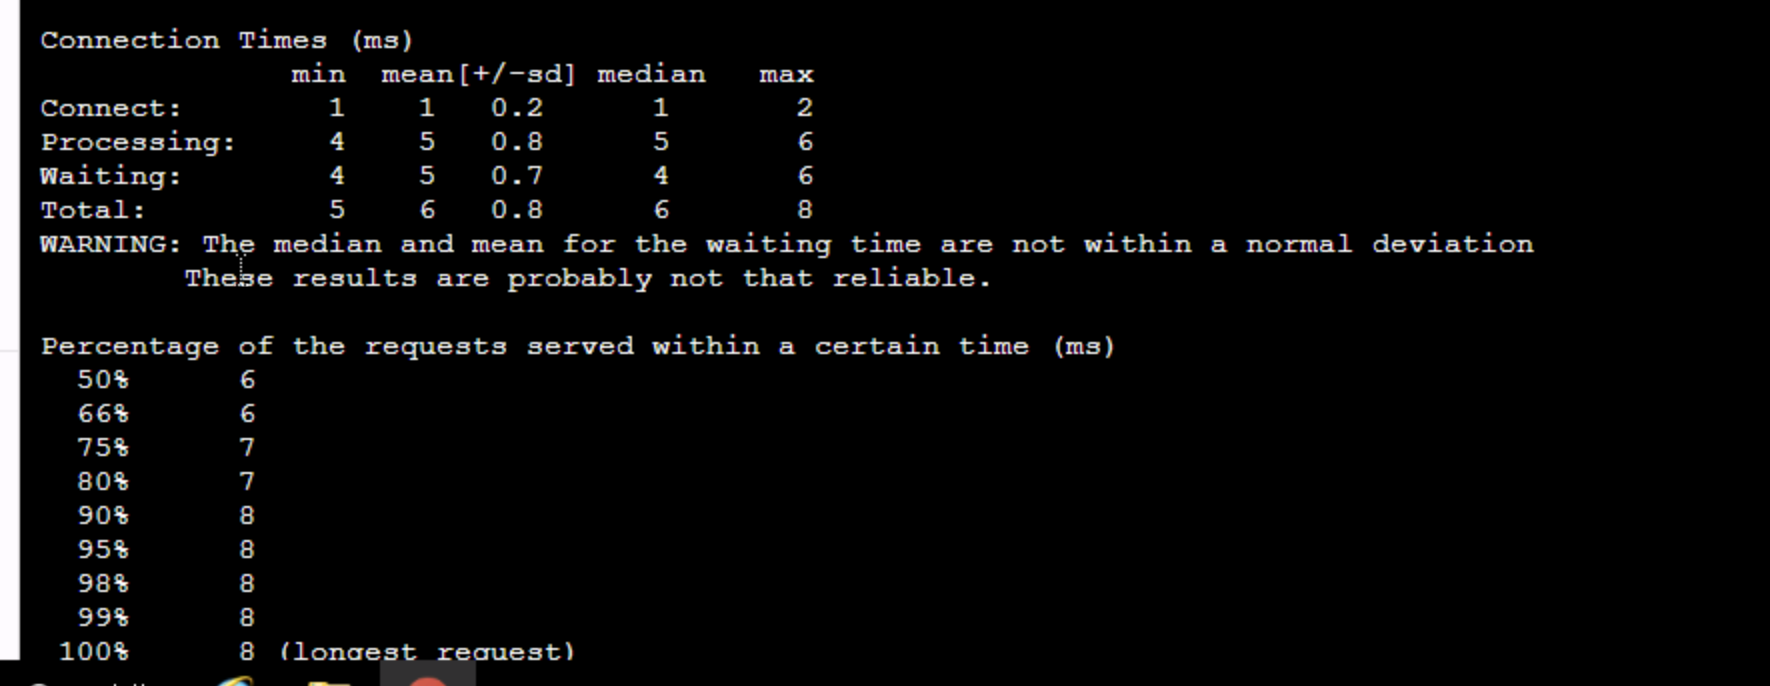 Connection Times (ms)
              min  mean[+/-sd] median   max
Connect:        1    1   0.2      1       2
Processing:     4    5   0.8      5       6
Waiting:        4    5   0.7      4       6
Total:          5    6   0.8      6       8
WARNING: The median and mean for the waiting time are not within a normal deviation
        These results are probably not that reliable.

Percentage of the requests served within a certain time (ms)
  50%      6
  66%      6
  75%      7
  80%      7
  90%      8
  95%      8
  98%      8
  99%      8
 100%      8 (longest request)